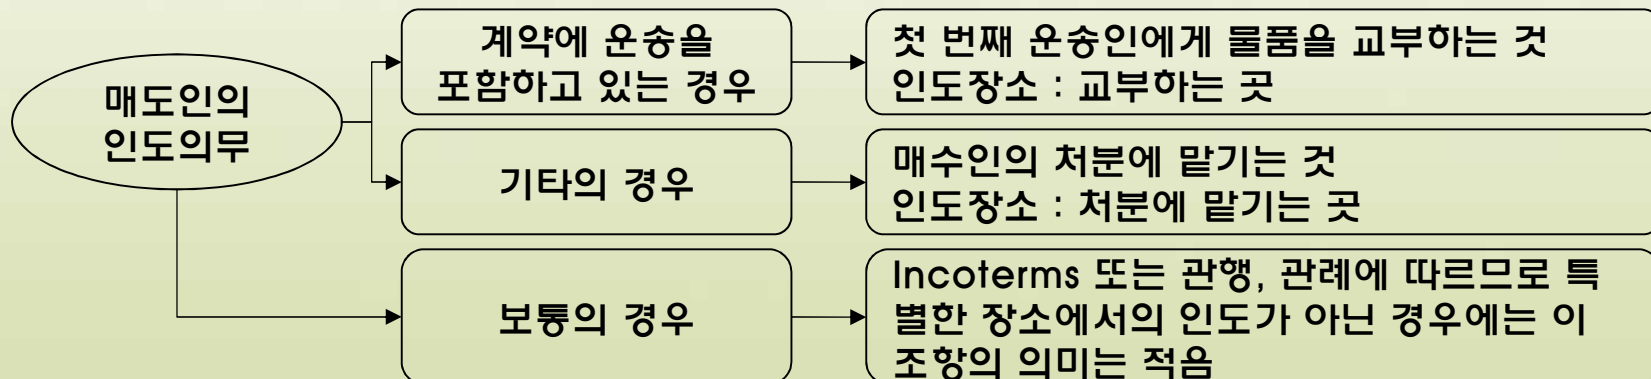 매도인의
인도의무
계약에 운송을
포함하고 있는 경우
첫 번째 운송인에게 물품을 교부하는 것
인도장소 : 교부하는 곳
기타의 경우
매수인의 처분에 맡기는 것
인도장소 : 처분에 맡기는 곳
보통의 경우
Incoterms 또는 관행, 관례에 따르므로 특
별한 장소에서의 인도가 아닌 경우에는 이
조항의 의미는 적음